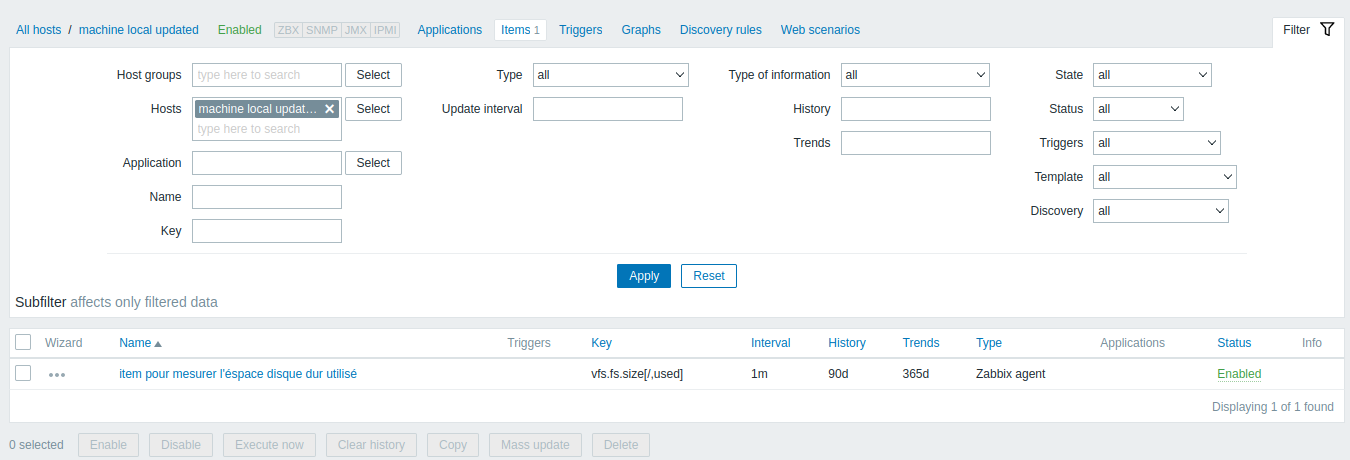 All hosts / machine local updated Enabled ZBX SNMP JMX IPMI Applications Items 1 Triggers Graphs Discovery rules Web scenarios Filter
Host groups type here to search Select Type all Type of information all State all
Hosts machine local updat... Select Update interval History Status all
type here to search
Trends Triggers all
Application Select
Template all
Name
Discovery all
Key
Apply Reset
Subfilter affects only filtered data
Wizard Name Triggers Key Interval History Trends Type Applications Status Info
item pour mesurer l'éspace disque dur utilisé vfs.fs.size[/,used] 1m 90d 365d Zabbix agent Enabled
Displaying 1 of 1 found
0 selected Enable Disable Execute now Clear history Copy Mass update Delete